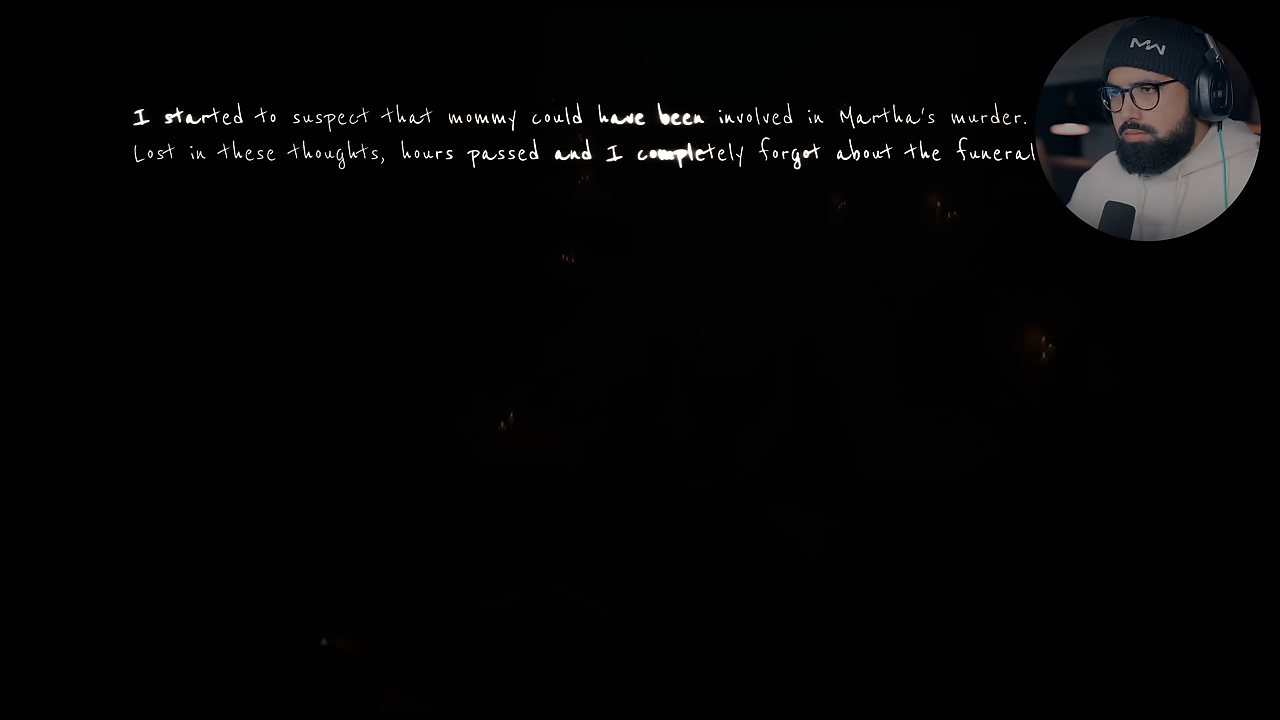 I started to suspect that mommy could have been involved in Martha's murder.
Lost in these thoughts, hours passed and I completely forgot about the funeral